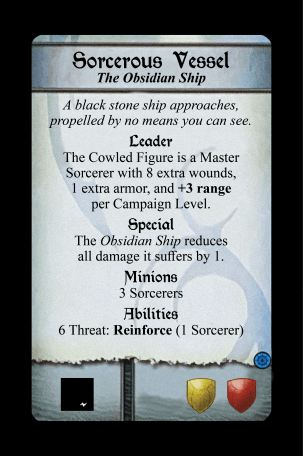 Sorcerous Vessel
The Obsidian Ship
A black stone ship approaches,
propelled by no means you can see.
Leader
The Cowled Figure is a Master
Sorcerer with 8 extra wounds,
1 extra armor, and +3 range
per Campaign Level.
Special
The Obsidian Ship reduces
all damage it suffers by 1.
Minions
3 Sorcerers
Abilities
6 Threat: Reinforce (1 Sorcerer)